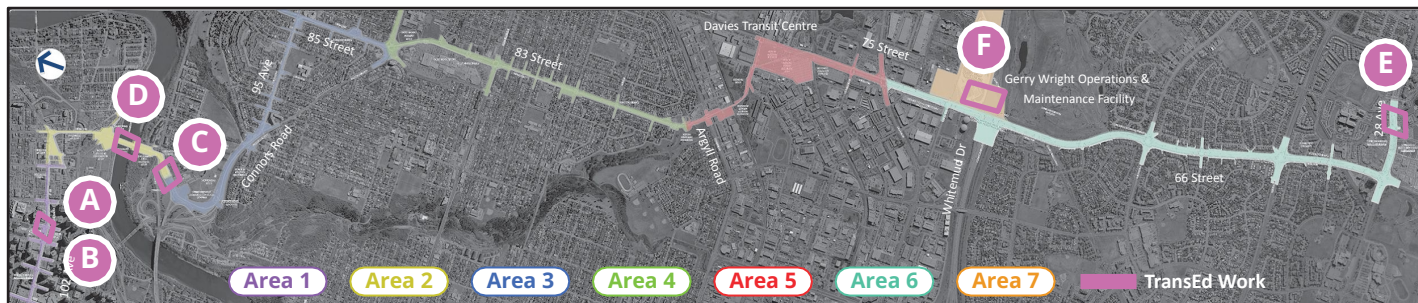 Davies Transit Centre
85 Street
83 Street
75 Street
F
E
95 Ave
Gerry Wright Operations &
Maintenance Facility
D
28 Ave
C
Connors Road
Argyll Road
Whitemud Dr
66 Street
A
B
102 Ave
Area 1
Area 2
Area 3
Area 4
Area 5
Area 6
Area 7
TransEd Work